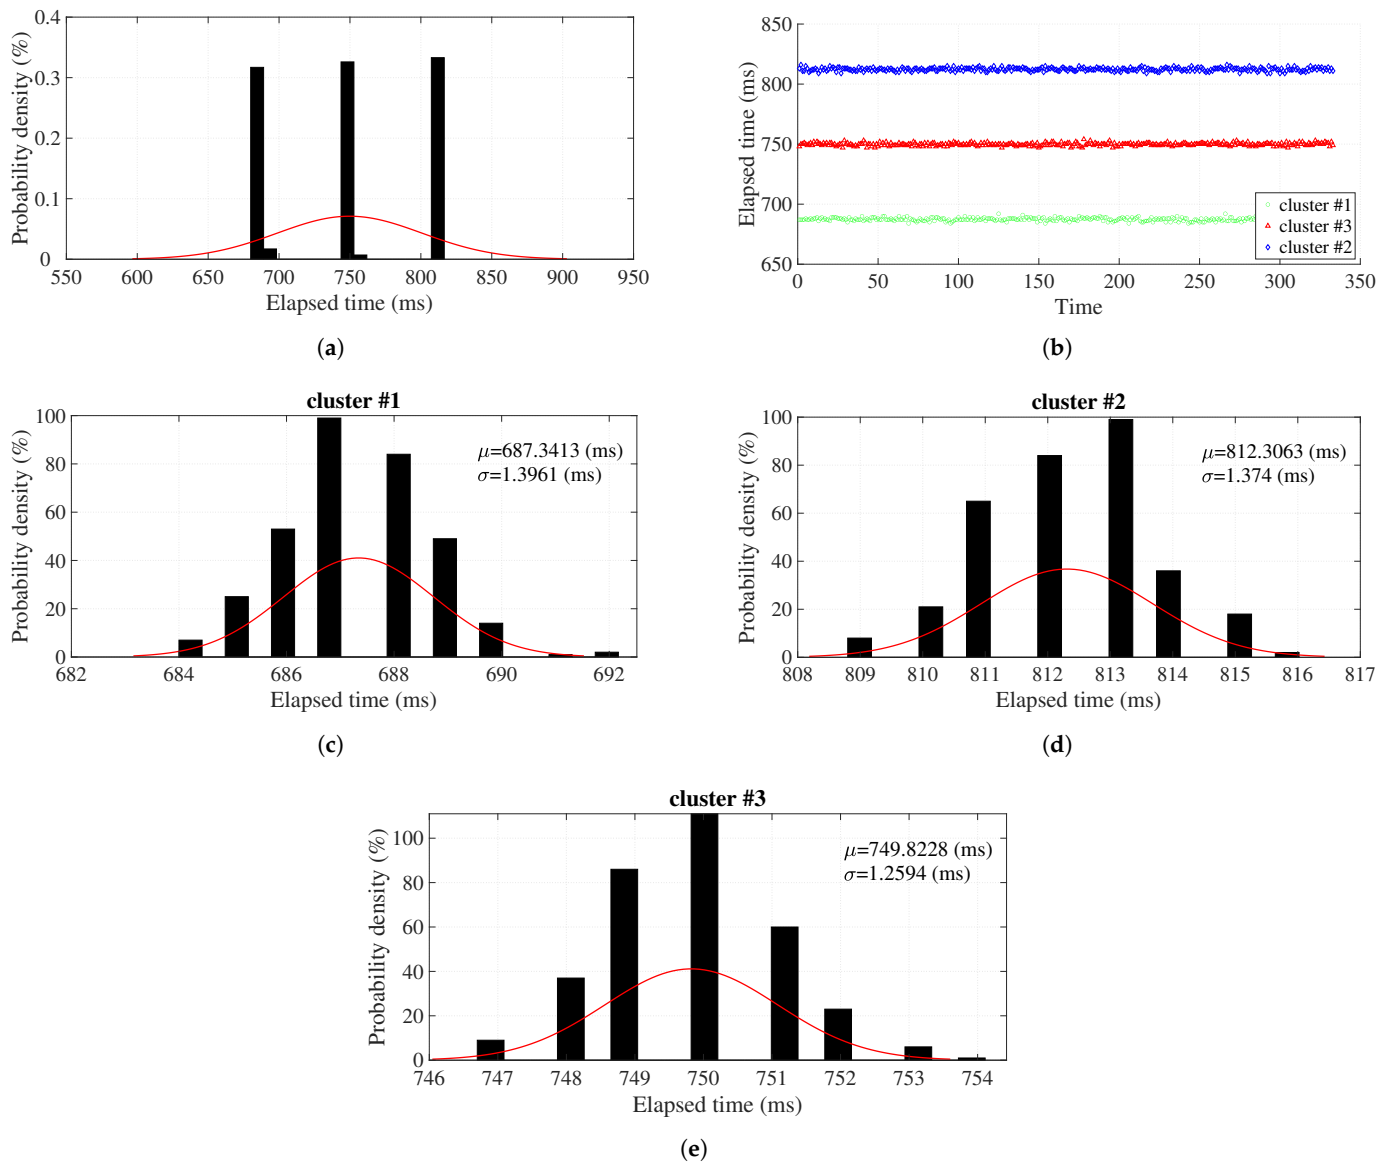 0.4
0.3
0.2
0.1
0
Probability density (%)
550 600 650 700 750 800 850 900 950
Elapsed time (ms)
(a)
850
800
750
700
650
Elapsed time (ms)
cluster #1
cluster #3
cluster #2
0 50 100 150 200 250 300 350
Time
(b)
cluster #1
100
80
60
40
20
0
Probability density (%)
μ=687.3413 (ms)
σ=1.3961 (ms)
682 684 686 688 690 692
Elapsed time (ms)
(c)
cluster #2
100
80
60
40
20
0
Probability density (%)
μ=812.3063 (ms)
σ=1.374 (ms)
808 809 810 811 812 813 814 815 816 817
Elapsed time (ms)
(d)
cluster #3
100
80
60
40
20
0
Probability density (%)
μ=749.8228 (ms)
σ=1.2594 (ms)
746 747 748 749 750 751 752 753 754
Elapsed time (ms)
(e)